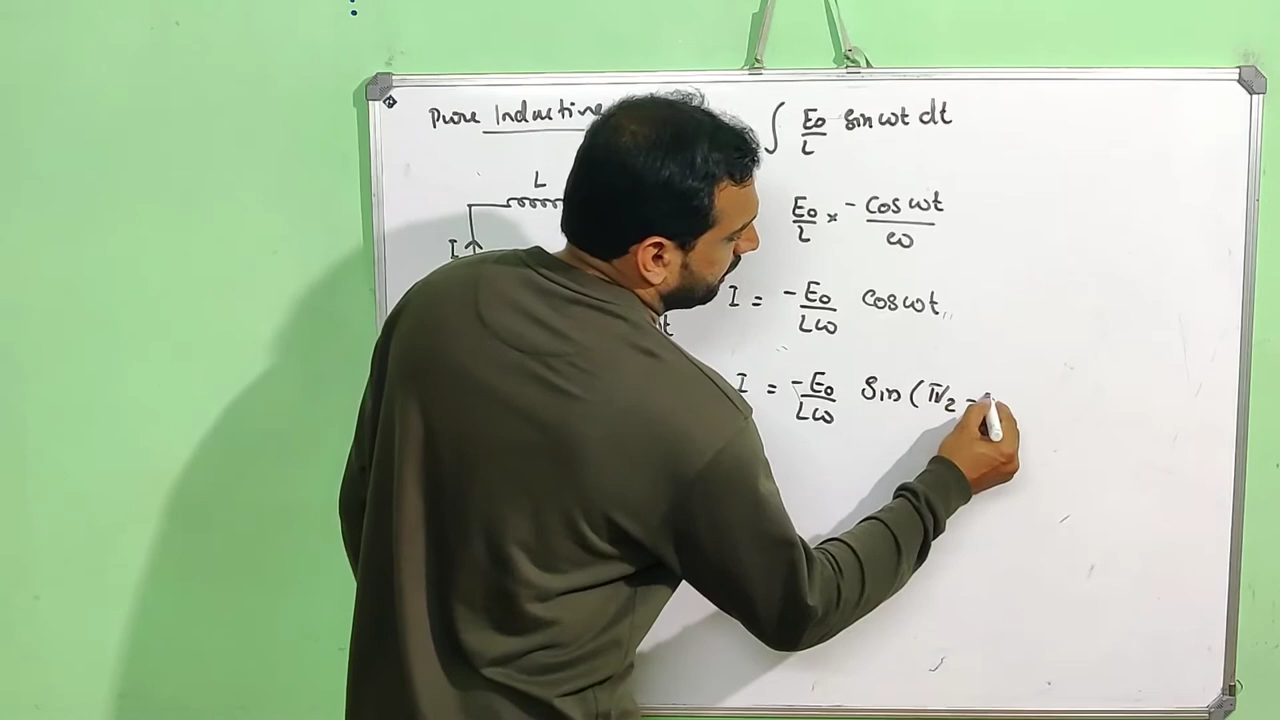 Pure Inductive
L
I
t
∫ E₀/L sin ωt dt
E₀/L × -Cos ωt/ω
I = -E₀/Lω Cos ωt
I = -E₀/Lω Sin (π/2 -